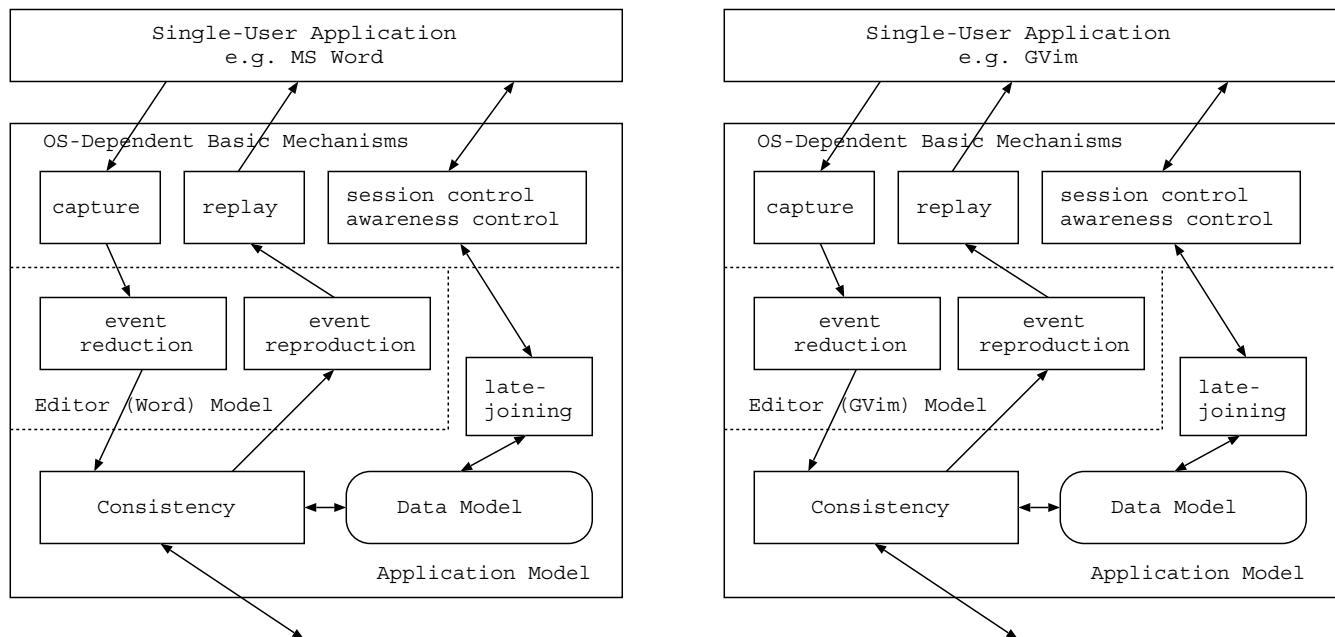 Single-User Application
e.g. MS Word
OS-Dependent Basic Mechanisms
capture
replay
session control
awareness control
event
reduction
event
reproduction
Editor (Word) Model
late-
joining
Consistency
Data Model
Application Model
Single-User Application
e.g. GVim
OS-Dependent Basic Mechanisms
capture
replay
session control
awareness control
event
reduction
event
reproduction
Editor (GVim) Model
late-
joining
Consistency
Data Model
Application Model